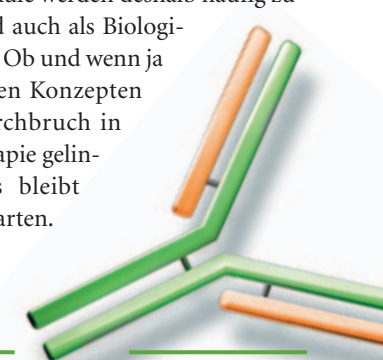 werden deshalb häufig zu
auch als Biologi-
Ob und wenn ja
en Konzepten
rchbruch in
apie gelin-
s bleibt
arten.